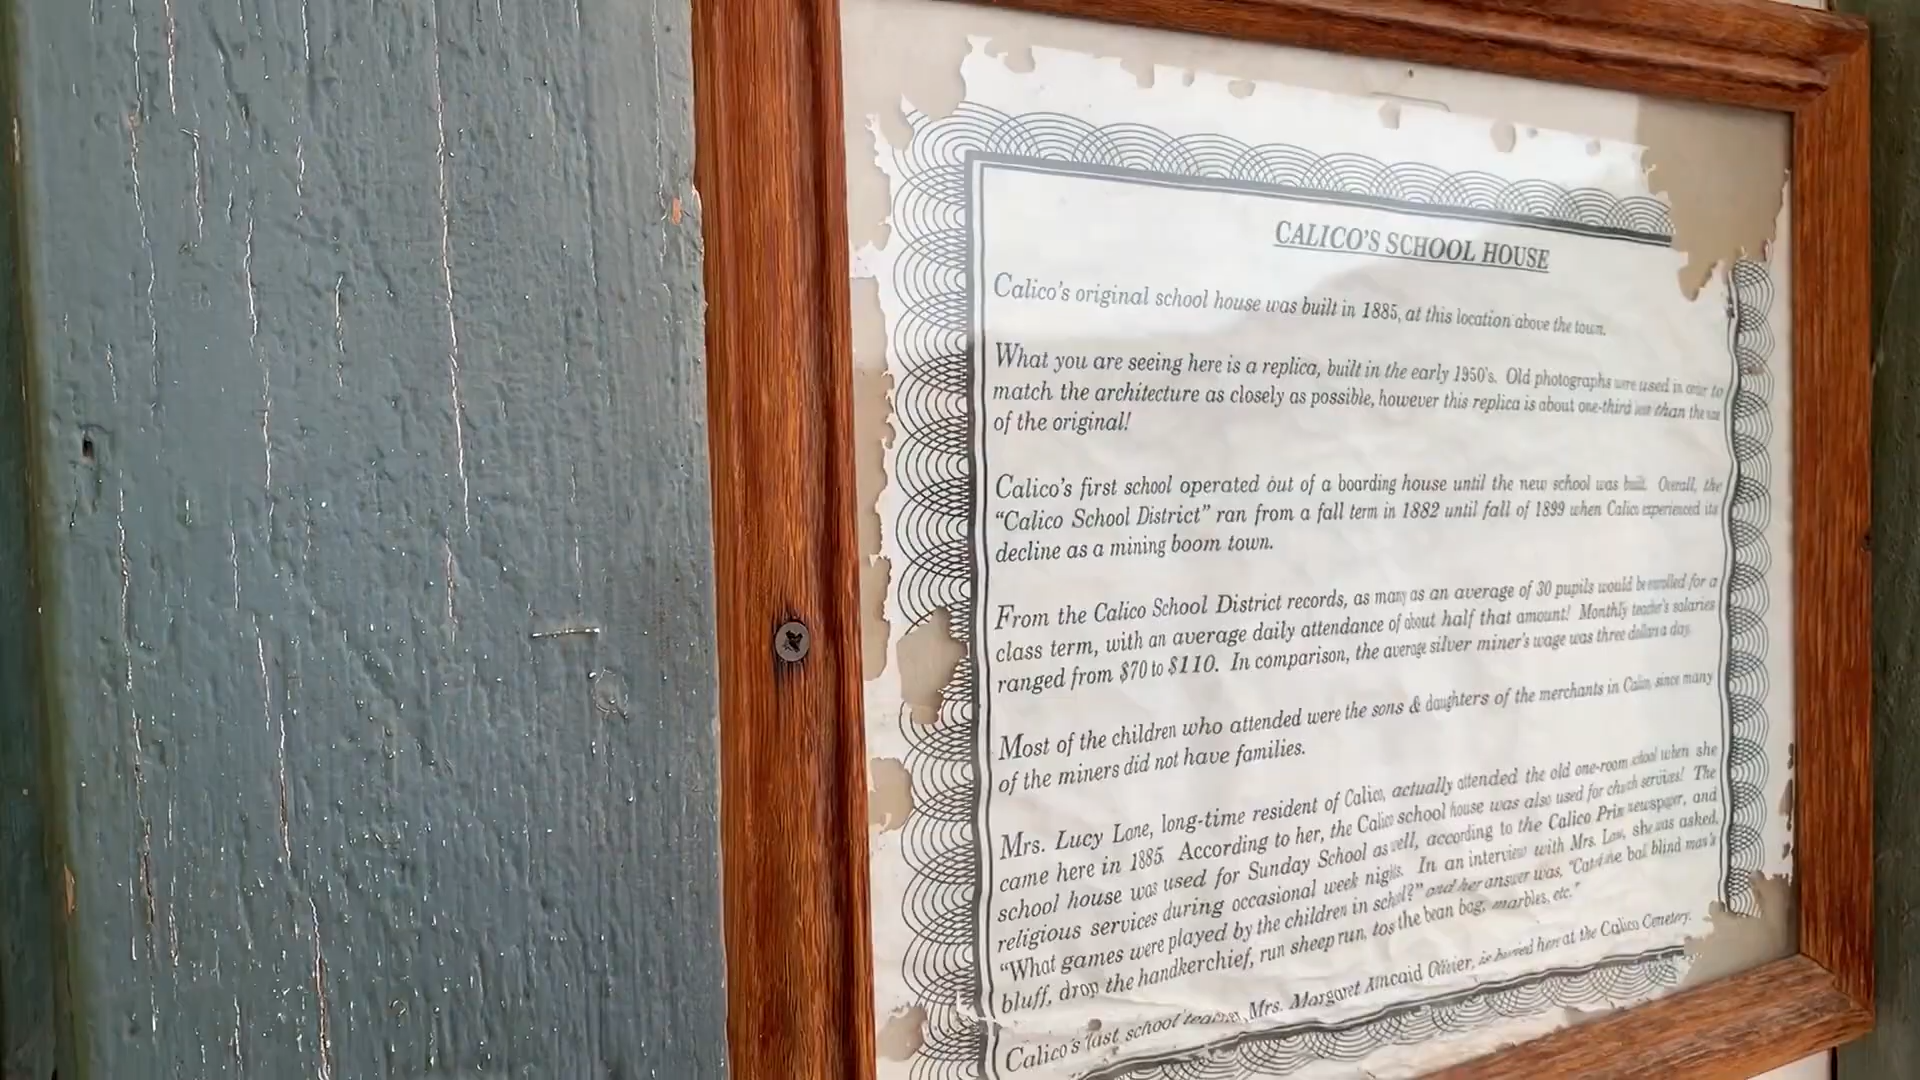 CALICO'S SCHOOL HOUSE
Calico's original school house was built in 1885, at this location above the town.
What you are seeing here is a replica, built in the early 1950's. Old photographs were used in order to
match the architecture as closely as possible, however this replica is about one-third than the
of the original!
Calico's first school operated out of a boarding house until the new school was built. Overall, the
"Calico School District" ran from a fall term in 1882 until fall of 1899 when Calico experienced its
decline as a mining boom town.
From the Calico School District records, as many as an average of 30 pupils would be enrolled for a
class term, with an average daily attendance of about half that amount! Monthly teacher's salaries
ranged from $70 to $110. In comparison, the average silver miner's wage was three dollars a day.
Most of the children who attended were the sons & daughters of the merchants in Calico, since many
of the miners did not have families.
Mrs. Lucy Lane, long-time resident of Calico, actually attended the old one-room school when she
came here in 1885. According to her, the Calico school house was also used for church services! The
school house was used for Sunday School as well, according to the Calico newspaper, and
religious services during occasional week nights. In an interview with Mrs. Lane, she was asked,
"What games were played by the children in school?" and her answer was, blind man's
bluff, drop the handkerchief, run sheep run, toss the bean bag, marbles, etc."
Calico's last school teacher, Mrs. Margaret Kincaid Olivier, is buried here at the Calico Cemetery.